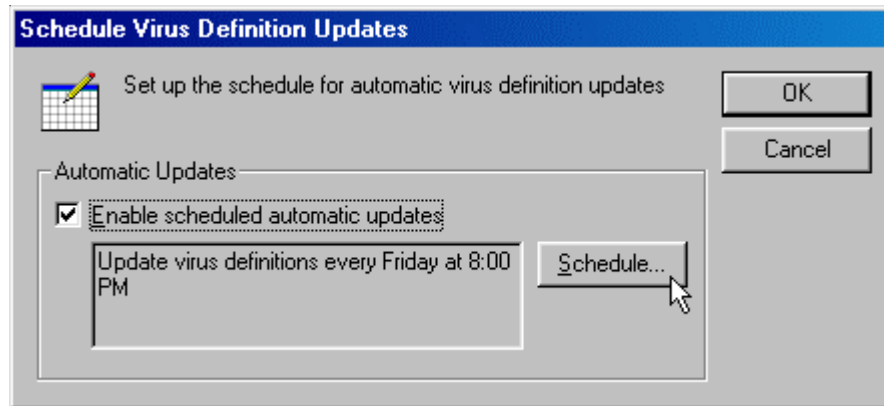 Schedule Virus Definition Updates
Set up the schedule for automatic virus definition updates
OK
Cancel
Automatic Updates
Enable scheduled automatic updates
Update virus definitions every Friday at 8:00
PM
Schedule...